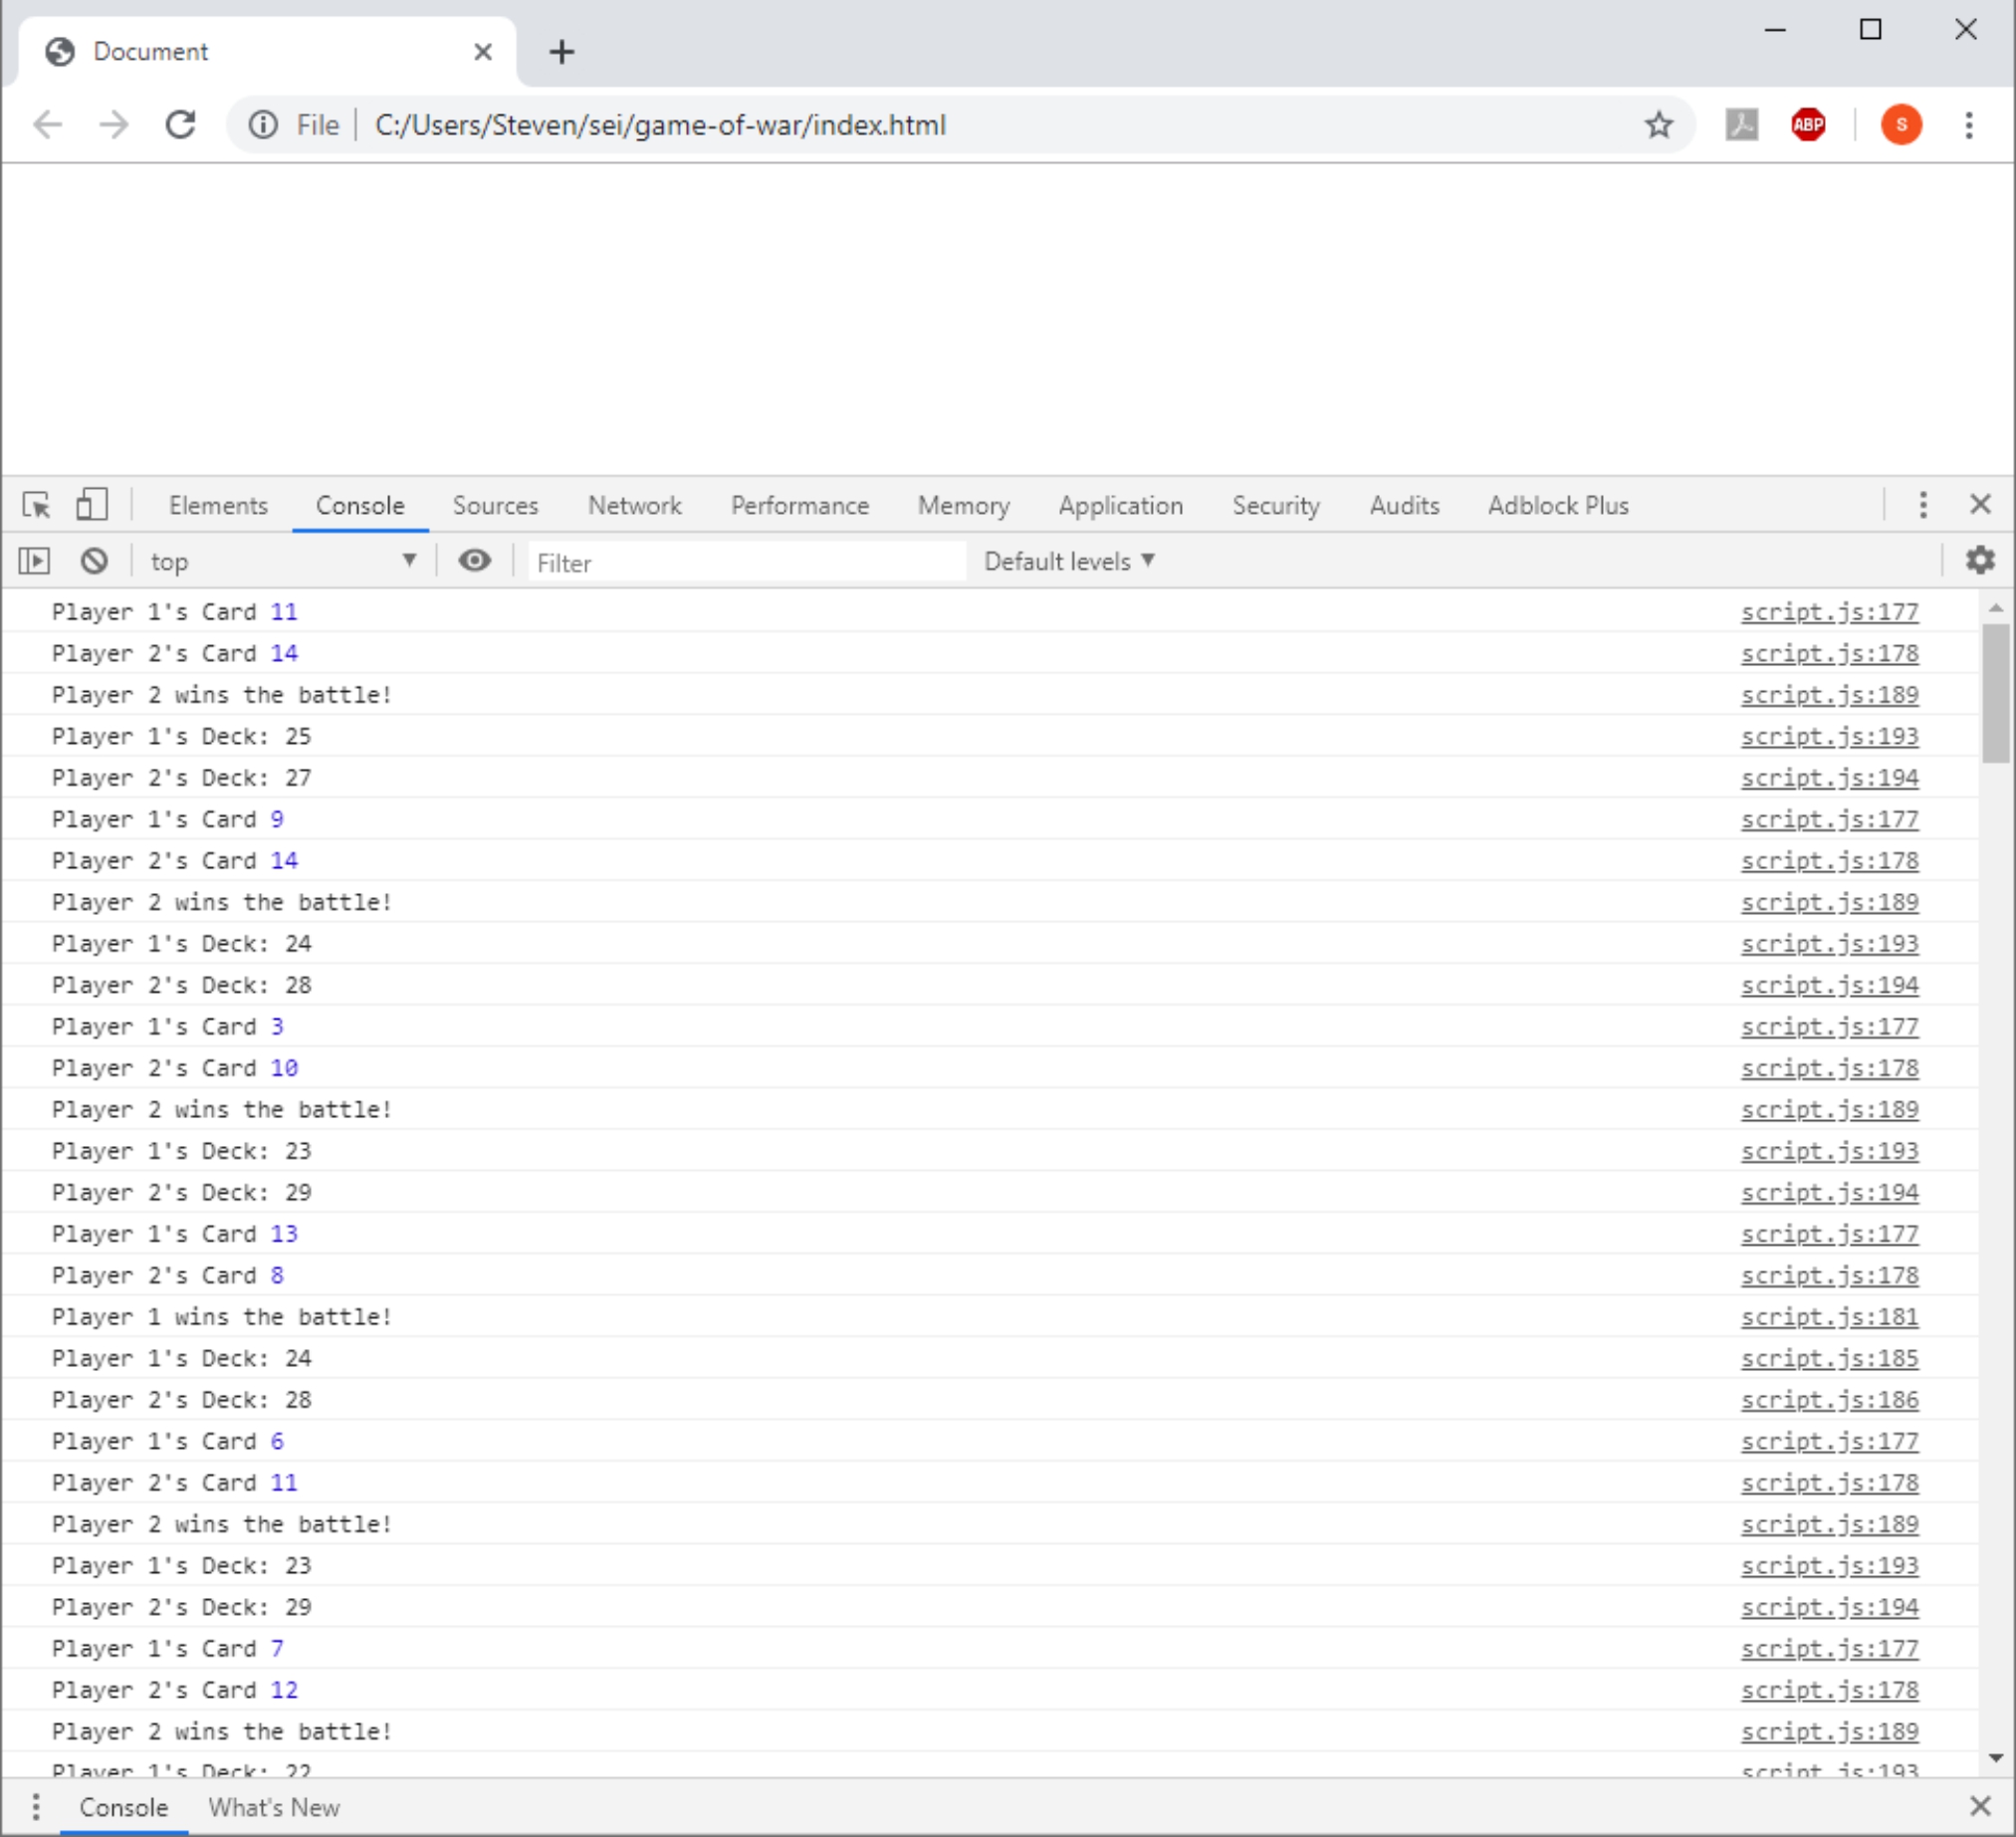 Document
File C:/Users/Steven/sei/game-of-war/index.html ABP S
Elements Console Sources Network Performance Memory Application Security Audits Adblock Plus
top Filter Default levels
Player 1's Card 11 script.js:177
Player 2's Card 14 script.js:178
Player 2 wins the battle! script.js:189
Player 1's Deck: 25 script.js:193
Player 2's Deck: 27 script.js:194
Player 1's Card 9 script.js:177
Player 2's Card 14 script.js:178
Player 2 wins the battle! script.js:189
Player 1's Deck: 24 script.js:193
Player 2's Deck: 28 script.js:194
Player 1's Card 3 script.js:177
Player 2's Card 10 script.js:178
Player 2 wins the battle! script.js:189
Player 1's Deck: 23 script.js:193
Player 2's Deck: 29 script.js:194
Player 1's Card 13 script.js:177
Player 2's Card 8 script.js:178
Player 1 wins the battle! script.js:181
Player 1's Deck: 24 script.js:185
Player 2's Deck: 28 script.js:186
Player 1's Card 6 script.js:177
Player 2's Card 11 script.js:178
Player 2 wins the battle! script.js:189
Player 1's Deck: 23 script.js:193
Player 2's Deck: 29 script.js:194
Player 1's Card 7 script.js:177
Player 2's Card 12 script.js:178
Player 2 wins the battle! script.js:189
Player 1's Deck: 22 script.js:193
Console What's New